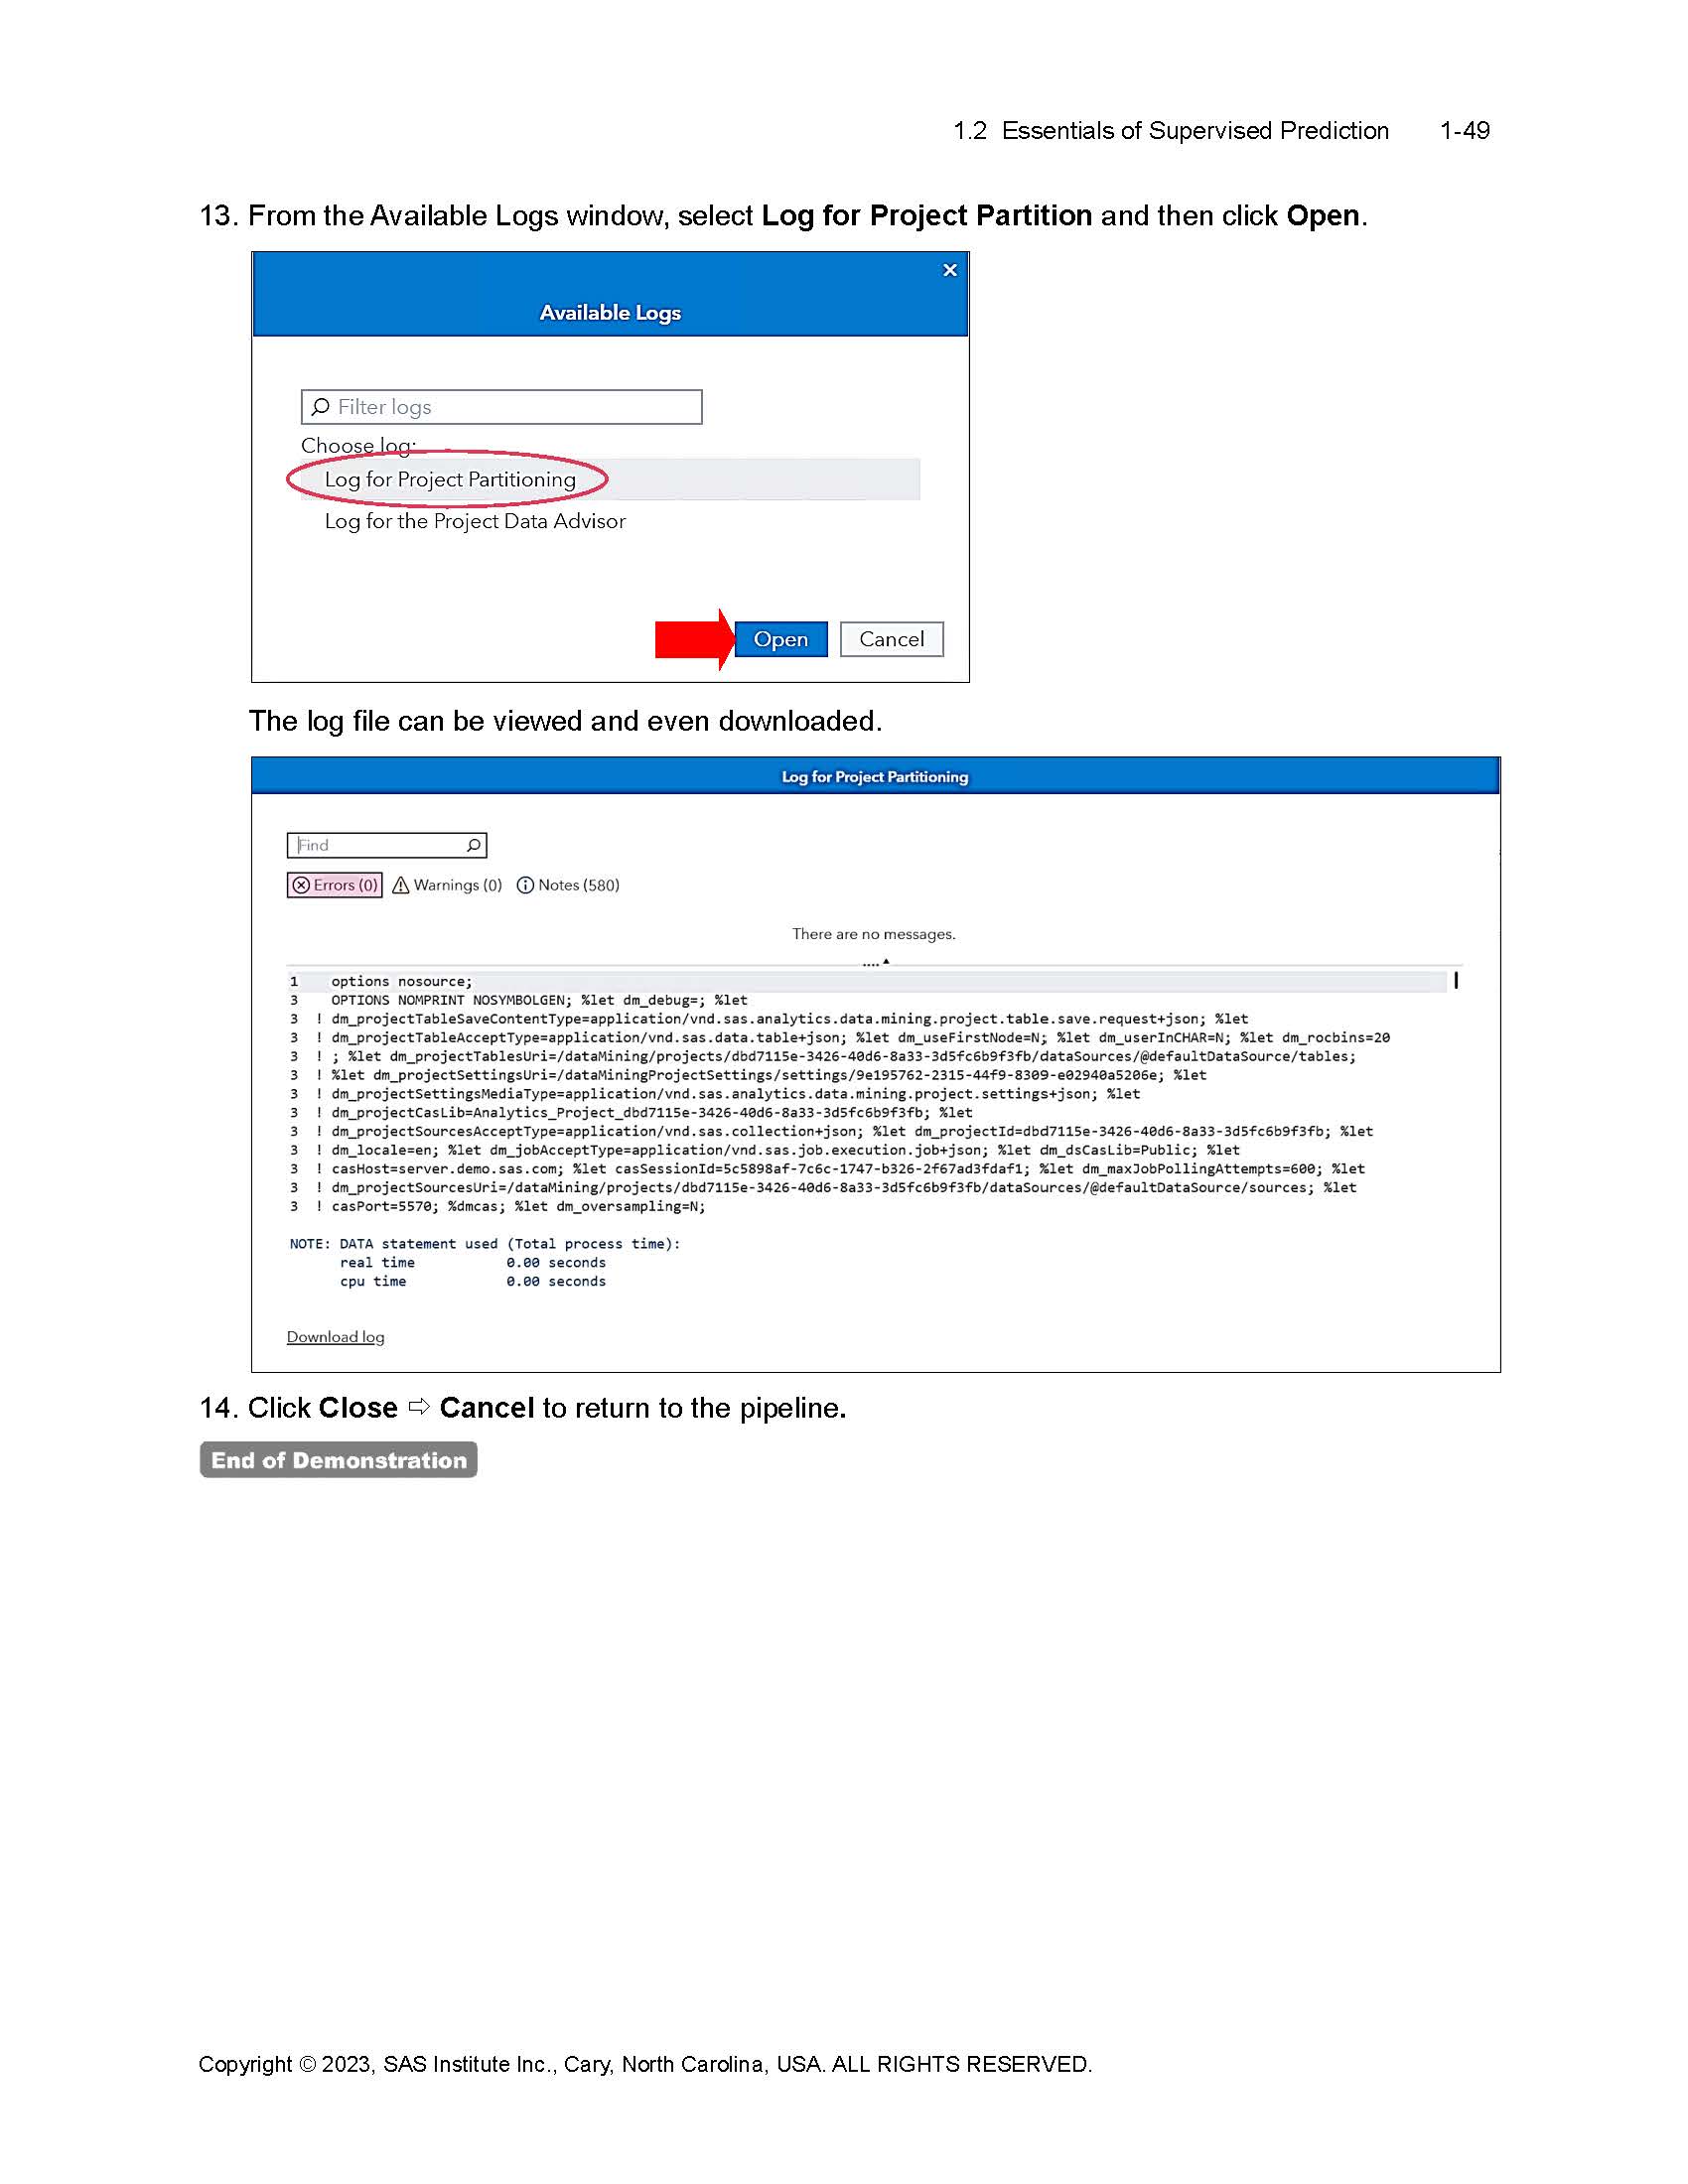 1.2 Essentials of Supervised Prediction 1-49
13. From the Available Logs window, select Log for Project Partition and then click Open.
Available Logs
Filter logs
Choose log:
Log for Project Partitioning
Log for the Project Data Advisor
Open Cancel
The log file can be viewed and even downloaded.
Log for Project Partitioning
Find
Errors (0) Warnings (0) Notes (580)
There are no messages.
1 options nosource;
3 OPTIONS NOMPRINT NOSYMBOLGEN; %let dm_debug=; %let
3 ! dm_projectTableSaveContentType=application/vnd.sas.analytics.data.mining.project.table.save.request+json; %let
3 ! dm_projectTableAcceptType=application/vnd.sas.data.table+json; %let dm_useFirstNode=N; %let dm_userInCHAR=N; %let dm_rocbins=20
3 ! ; %let dm_projectTablesUri=/dataMining/projects/dbd7115e-3426-40d6-8a33-3d5fc6b9f3fb/dataSources/@defaultDataSource/tables;
3 ! %let dm_projectSettingsUri=/dataMiningProjectSettings/settings/9e195762-2315-44f9-8309-e02940a5206e; %let
3 ! dm_projectSettingsMediaType=application/vnd.sas.analytics.data.mining.project.settings+json; %let
3 ! dm_projectCasLib=Analytics_Project_dbd7115e-3426-40d6-8a33-3d5fc6b9f3fb; %let
3 ! dm_projectSourcesAcceptType=application/vnd.sas.collection+json; %let dm_projectId=dbd7115e-3426-40d6-8a33-3d5fc6b9f3fb; %let
3 ! dm_locale=en; %let dm_jobAcceptType=application/vnd.sas.job.execution.job+json; %let dm_dsCasLib=Public; %let
3 ! casHost=server.demo.sas.com; %let casSessionId=5c5898af-7c6c-1747-b326-2f67ad3fdaf1; %let dm_maxJobPollingAttempts=600; %let
3 ! dm_projectSourcesUri=/dataMining/projects/dbd7115e-3426-40d6-8a33-3d5fc6b9f3fb/dataSources/@defaultDataSource/sources; %let
3 ! casPort=5570; %dmcas; %let dm_oversampling=N;
NOTE: DATA statement used (Total process time):
real time 0.00 seconds
cpu time 0.00 seconds
Download log
14. Click Close ⇨ Cancel to return to the pipeline.
End of Demonstration
Copyright © 2023, SAS Institute Inc., Cary, North Carolina, USA. ALL RIGHTS RESERVED.